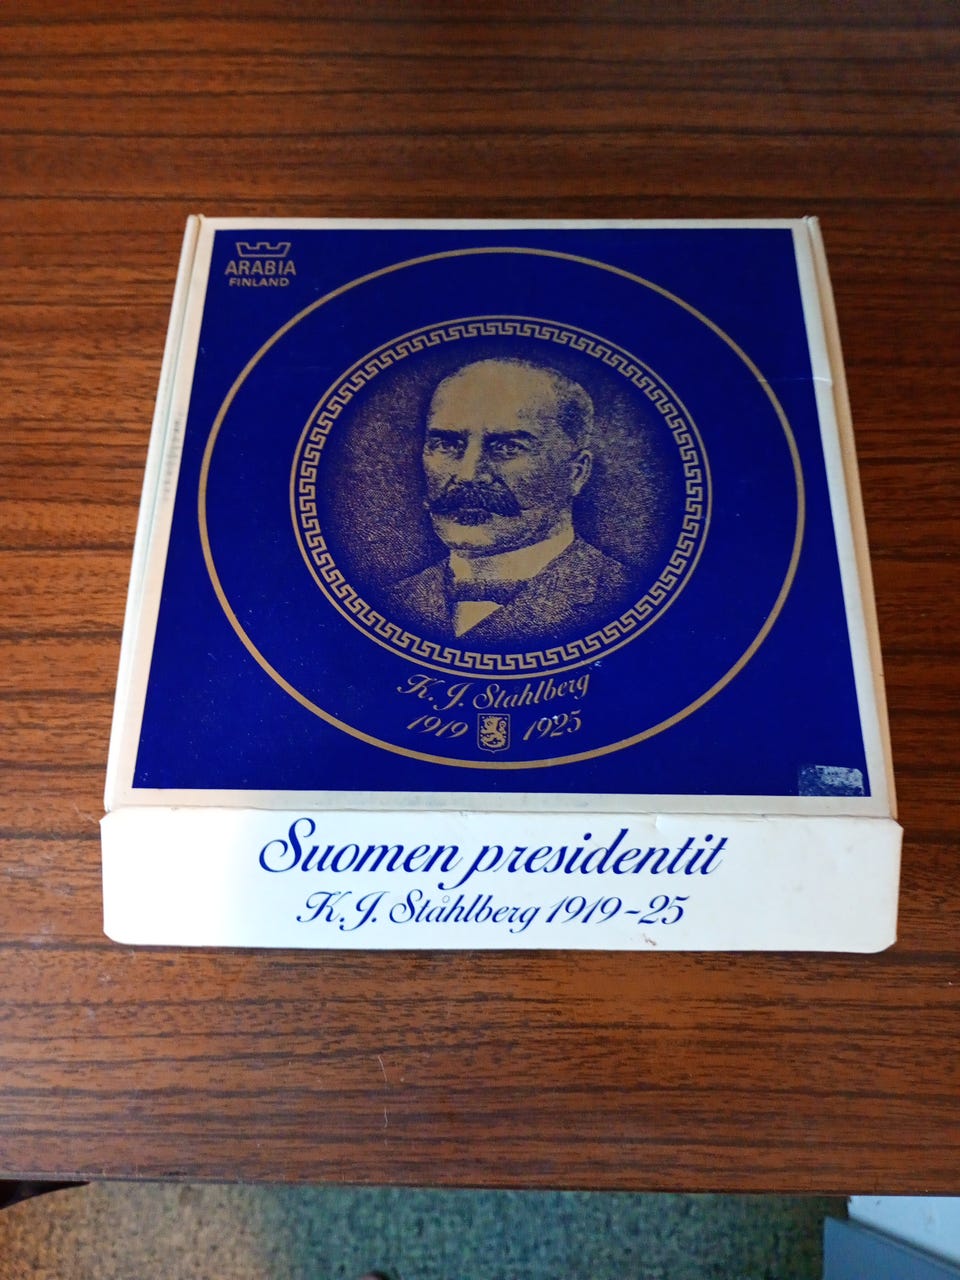 ARABIA
FINLAND
K. J. Ståhlberg
1919 1925
Suomen presidentit
K. J. Ståhlberg 1919-25